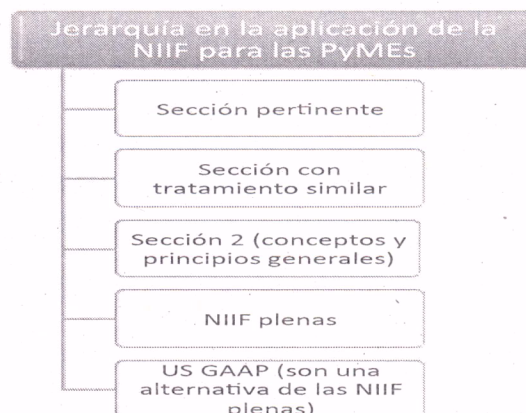 Jerarquía en la aplicación de la
NIIF para las PyMEs
Sección pertinente
Sección con
tratamiento similar
Sección 2 (conceptos y
principios generales)
NIIF plenas
US GAAP (son una
alternativa de las NIIF
plenas)